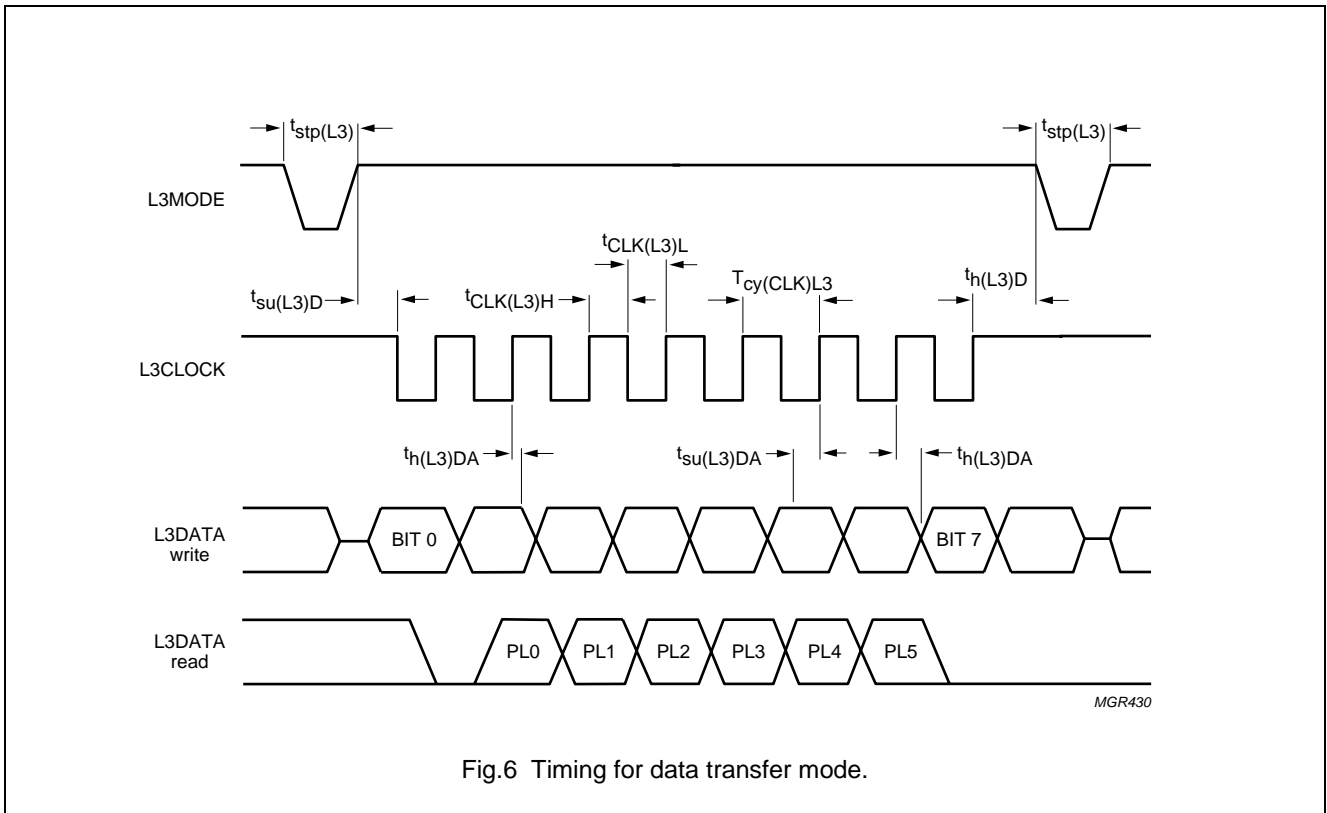 tstp(L3) tstp(L3)
L3MODE
tCLK(L3)L
tsu(L3)D tCLK(L3)H Tcy(CLK)L3 th(L3)D
L3CLOCK
th(L3)DA tsu(L3)DA th(L3)DA
L3DATA
write
BIT 0 BIT 7
L3DATA
read
PL0 PL1 PL2 PL3 PL4 PL5
MGR430
Fig.6 Timing for data transfer mode.